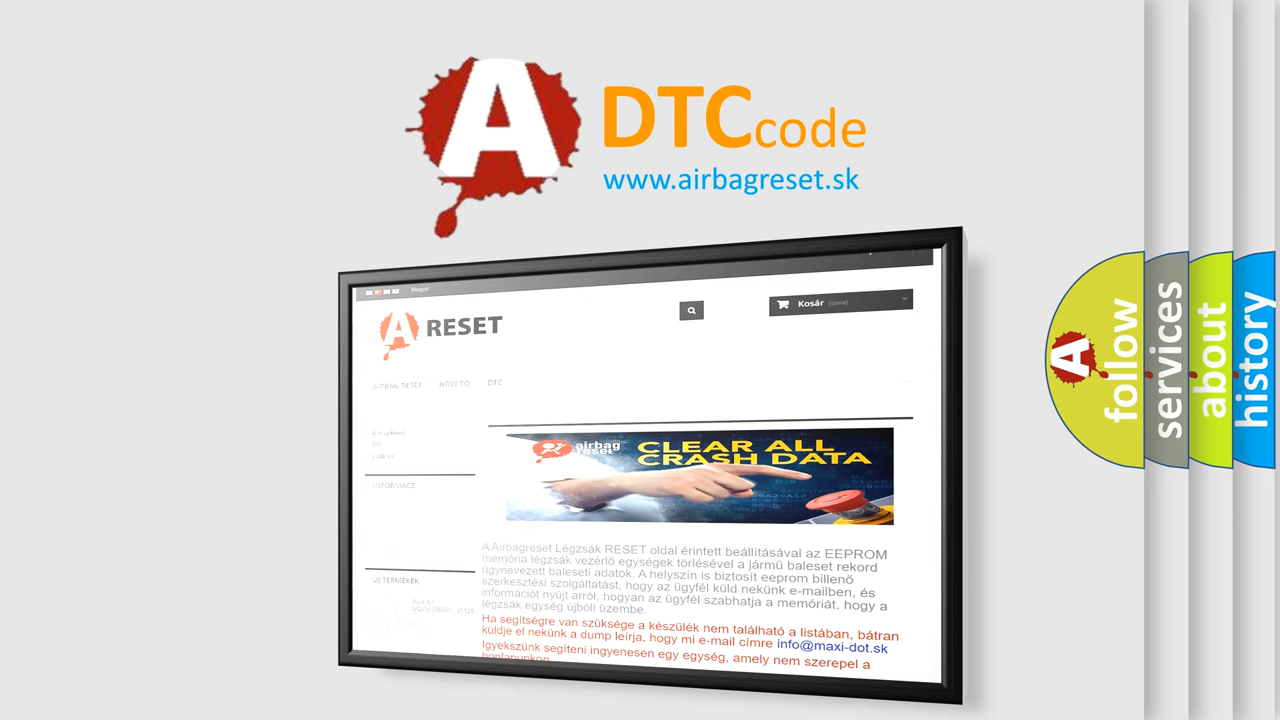 A
DTC code
www.airbagreset.sk
Magyar
A RESET
Kosár (üres)
AIRBAG RESET HOW TO DTC
INFORMACE
airbag
reset
CLEAR ALL
CRASH DATA
A Airbagreset Légzsák RESET oldal érintett beállításával az EEPROM
memória légzsák vezérlő egységek törlésével a jármű baleset rekord
úgynevezett baleseti adatok. A helyszín is biztosít eeprom billenő
szerkesztési szolgáltatást, hogy az ügyfél küld nekünk e-mailben, és
információt nyújt arról, hogyan az ügyfél szabhatja a memóriát, hogy a
légzsák egység újbóli üzembe.
Ha segítségre van szüksége a készülék nem található a listában, bátran
küldje el nekünk a dump leírja, hogy mi e-mail címre info@maxi-dot.sk
Igyekszünk segíteni ingyenesen egy egység, amely nem szerepel a
honlapunkon
ÚJ TERMÉKEK
A
follow
services
about
history